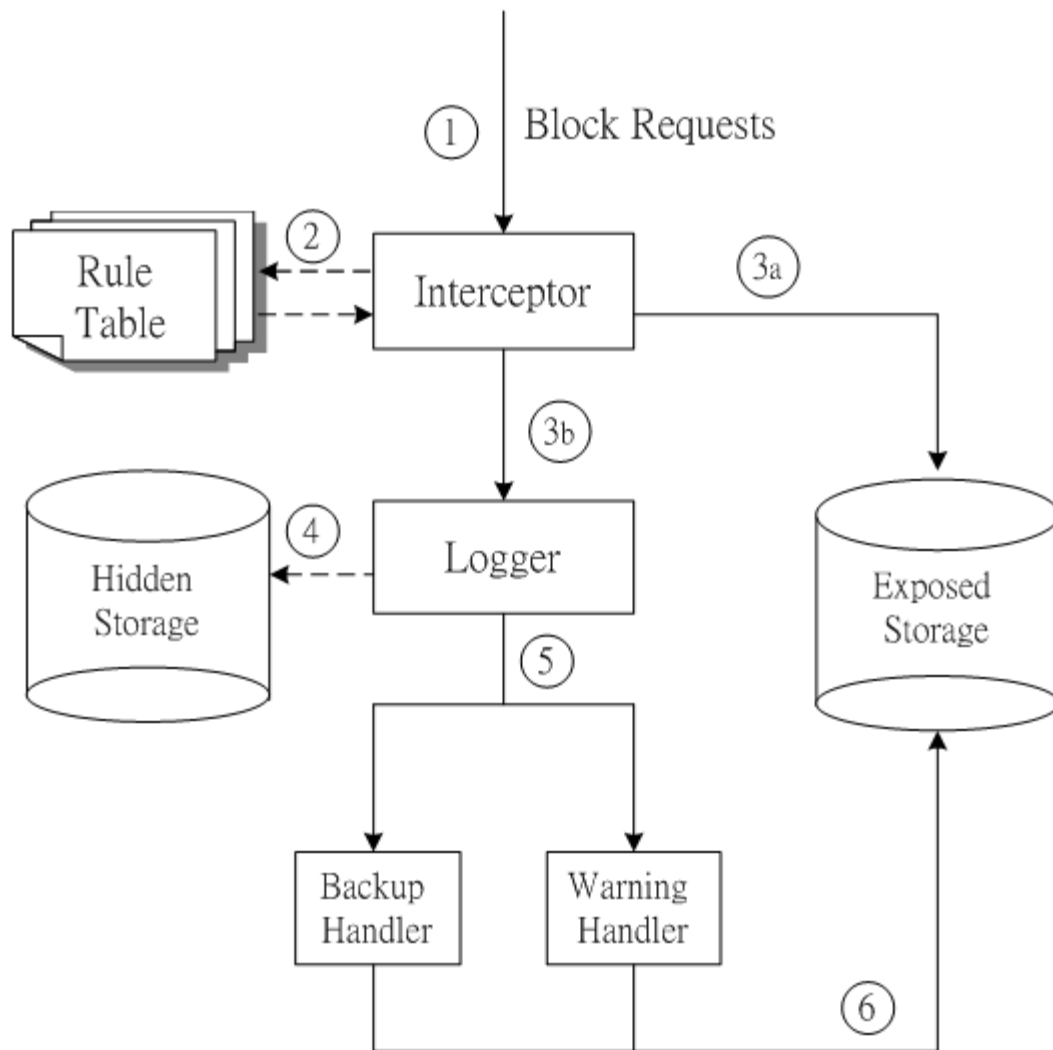 1
Block Requests
2
Rule
Table
Interceptor
3a
3b
4
Hidden
Storage
Logger
Exposed
Storage
5
Backup
Handler
Warning
Handler
6